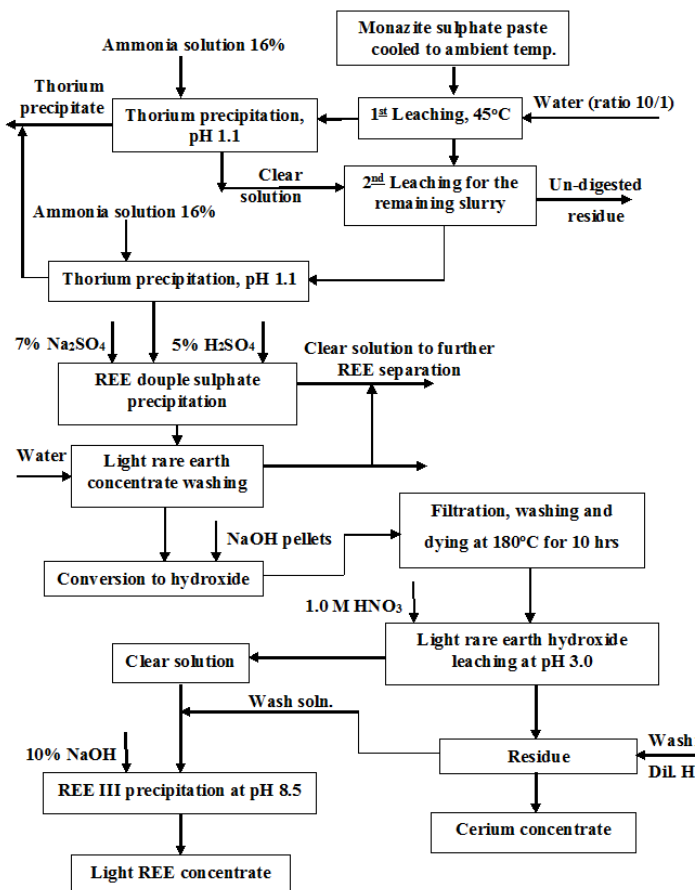 Monazite sulphate paste
cooled to ambient temp.
Ammonia solution 16%
Thorium
precipitate
Thorium precipitation,
pH 1.1
1st Leaching, 45°C
Water (ratio 10/1)
Clear
solution
2nd Leaching for the
remaining slurry
Un-digested
residue
Ammonia solution 16%
Thorium precipitation, pH 1.1
7% Na₂SO₄
5% H₂SO₄
Clear solution to further
REE separation
REE douple sulphate
precipitation
Water
Light rare earth
concentrate washing
NaOH pellets
Filtration, washing and
dying at 180°C for 10 hrs
Conversion to hydroxide
1.0 M HNO₃
Light rare earth hydroxide
leaching at pH 3.0
Clear solution
Wash soln.
10% NaOH
Residue
Wash
Dil. H
REE III precipitation at pH 8.5
Cerium concentrate
Light REE concentrate